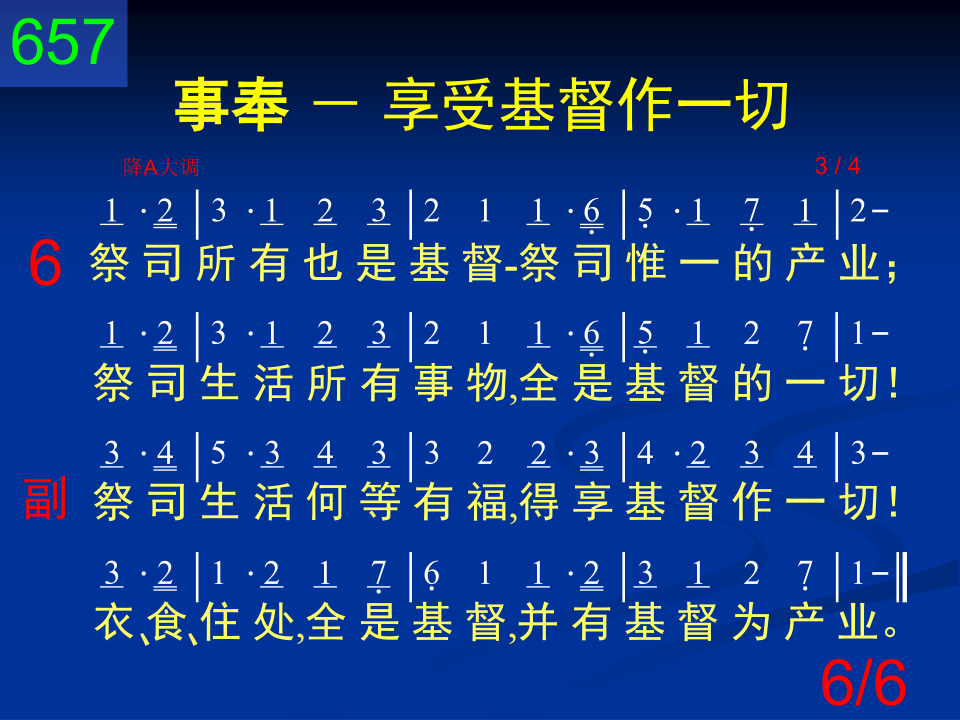 657
事奉 － 享受基督作一切
降A大调 3 / 4
1 · 2 | 3 · 1 2 3 | 2 1 1 · 6 | 5 · 1 7 1 | 2-
6 祭司所有也是基督-祭司惟一的产业;
1 · 2 | 3 · 1 2 3 | 2 1 1 · 6 | 5 1 2 7 | 1-
祭司生活所有事物,全是基督的一切!
3 · 4 | 5 · 3 4 3 | 3 2 2 · 3 | 4 · 2 3 4 | 3-
副 祭司生活何等有福,得享基督作一切!
3 · 2 | 1 · 2 1 7 | 6 1 1 · 2 | 3 1 2 7 | 1-‖
衣、食、住处,全是基督,并有基督为产业。
6/6